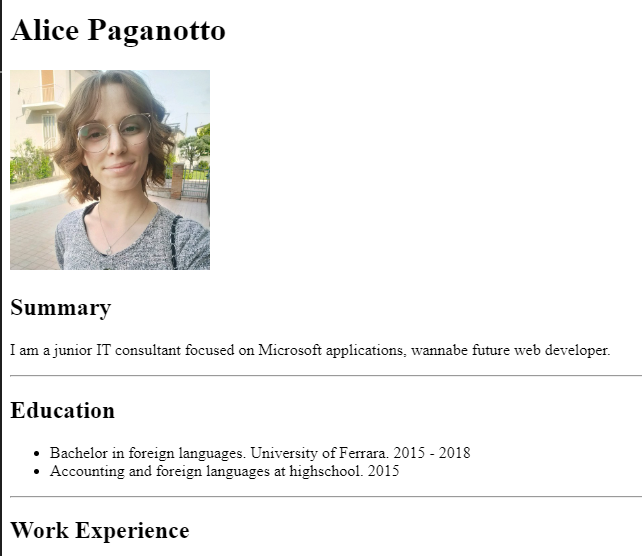 Alice Paganotto
Summary
I am a junior IT consultant focused on Microsoft applications, wannabe future web developer.
Education
Bachelor in foreign languages. University of Ferrara. 2015 - 2018
Accounting and foreign languages at highschool. 2015
Work Experience